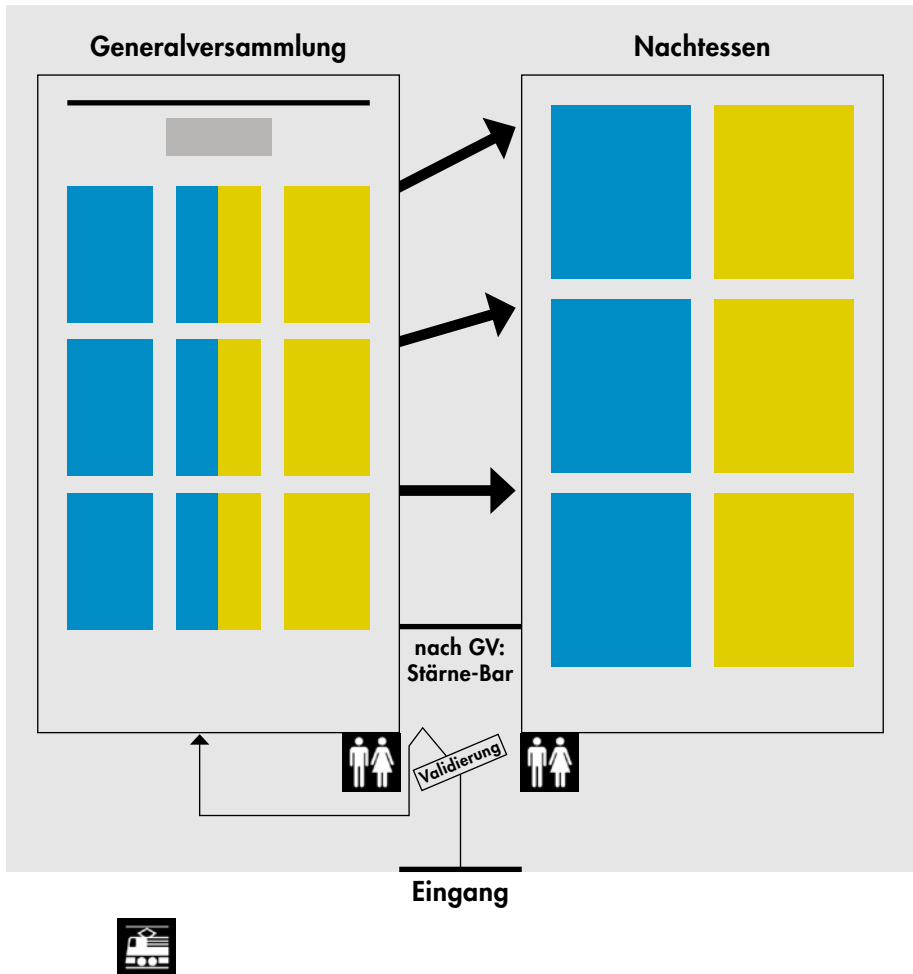 Generalversammlung
Nachtessen
nach GV:
Stärne-Bar
Validierung
Eingang